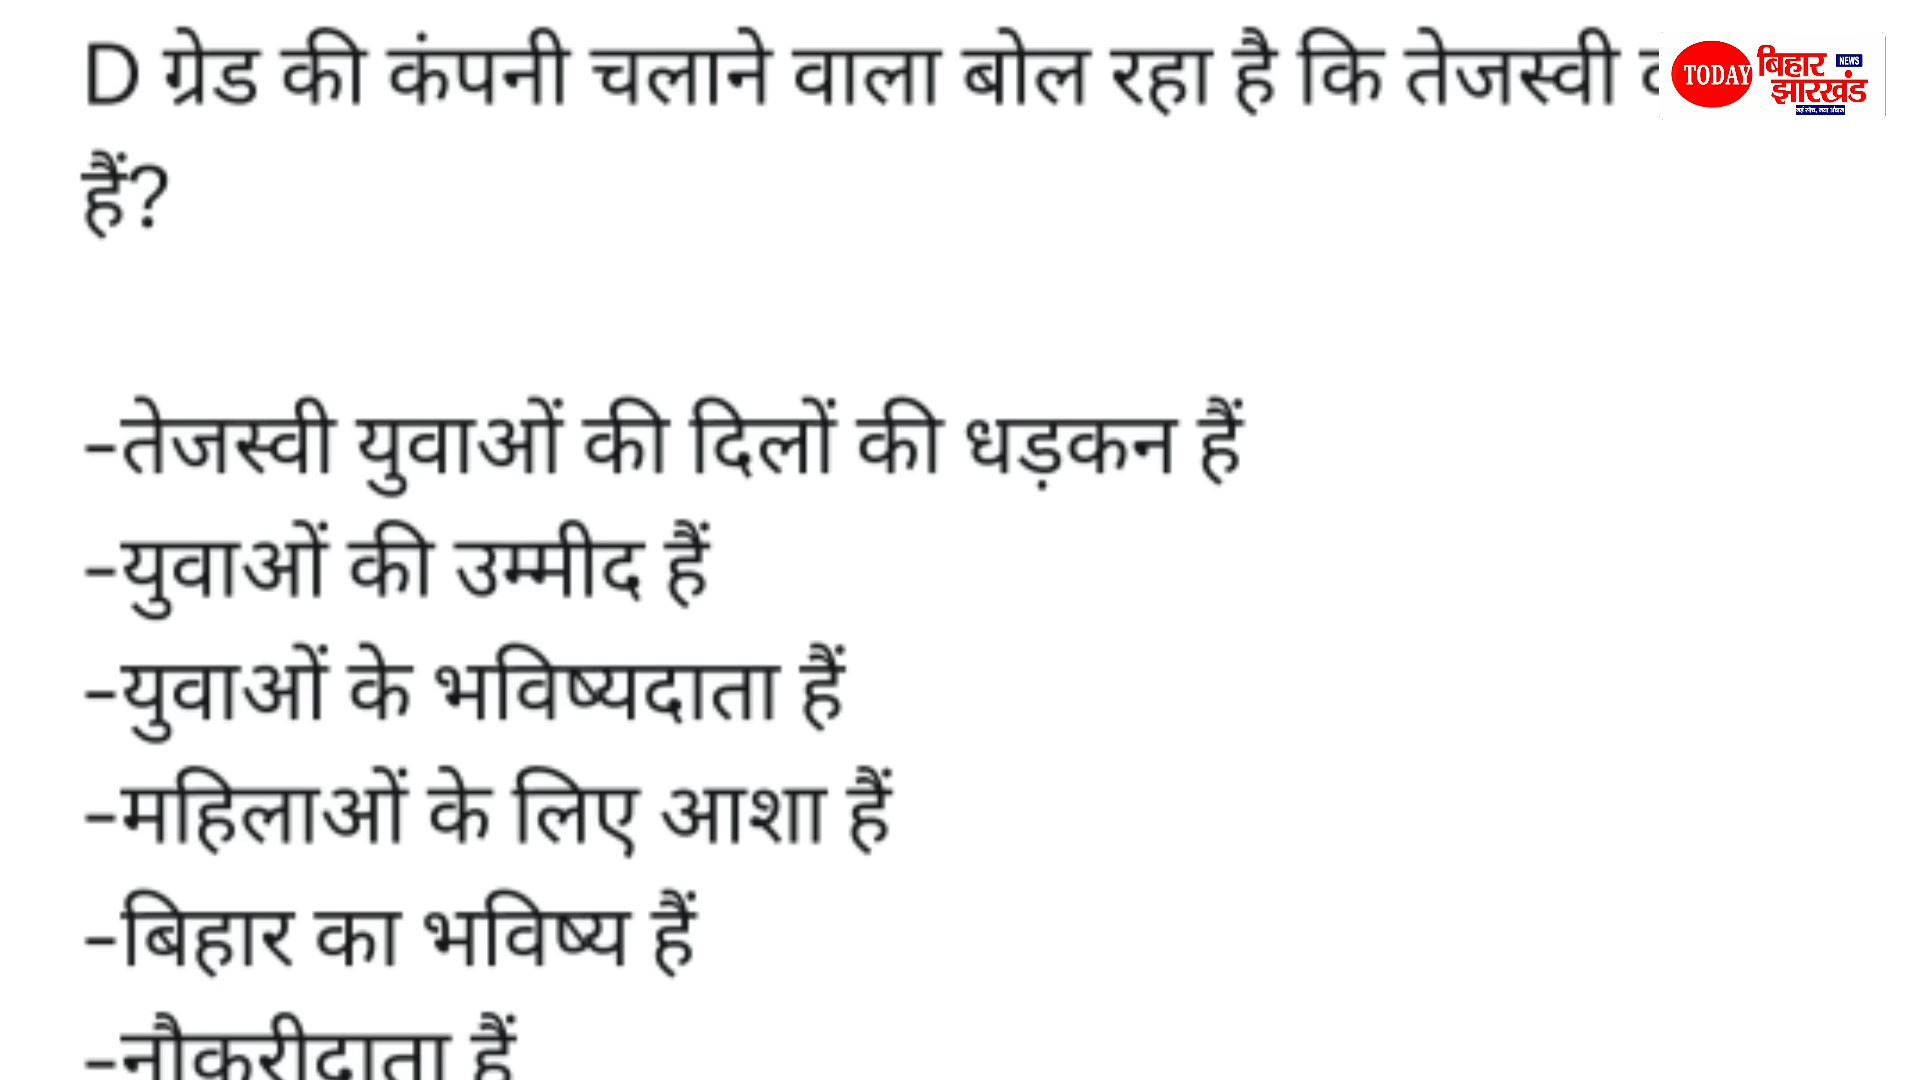 D ग्रेड की कंपनी चलाने वाला बोल रहा है कि तेजस्वी
हैं?
-तेजस्वी युवाओं की दिलों की धड़कन हैं
-युवाओं की उम्मीद हैं
-युवाओं के भविष्यदाता हैं
-महिलाओं के लिए आशा हैं
-बिहार का भविष्य हैं
-नौकरीदाता हैं
TODAY बिहार NEWS
झारखंड